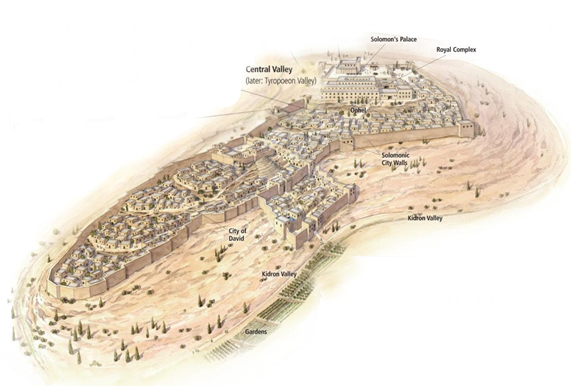 Solomon's Palace
Royal Complex
Central Valley
(later: Tyropoeon Valley)
Ophel
Solomonic
City Walls
Kidron Valley
City of
David
Kidron Valley
Gardens